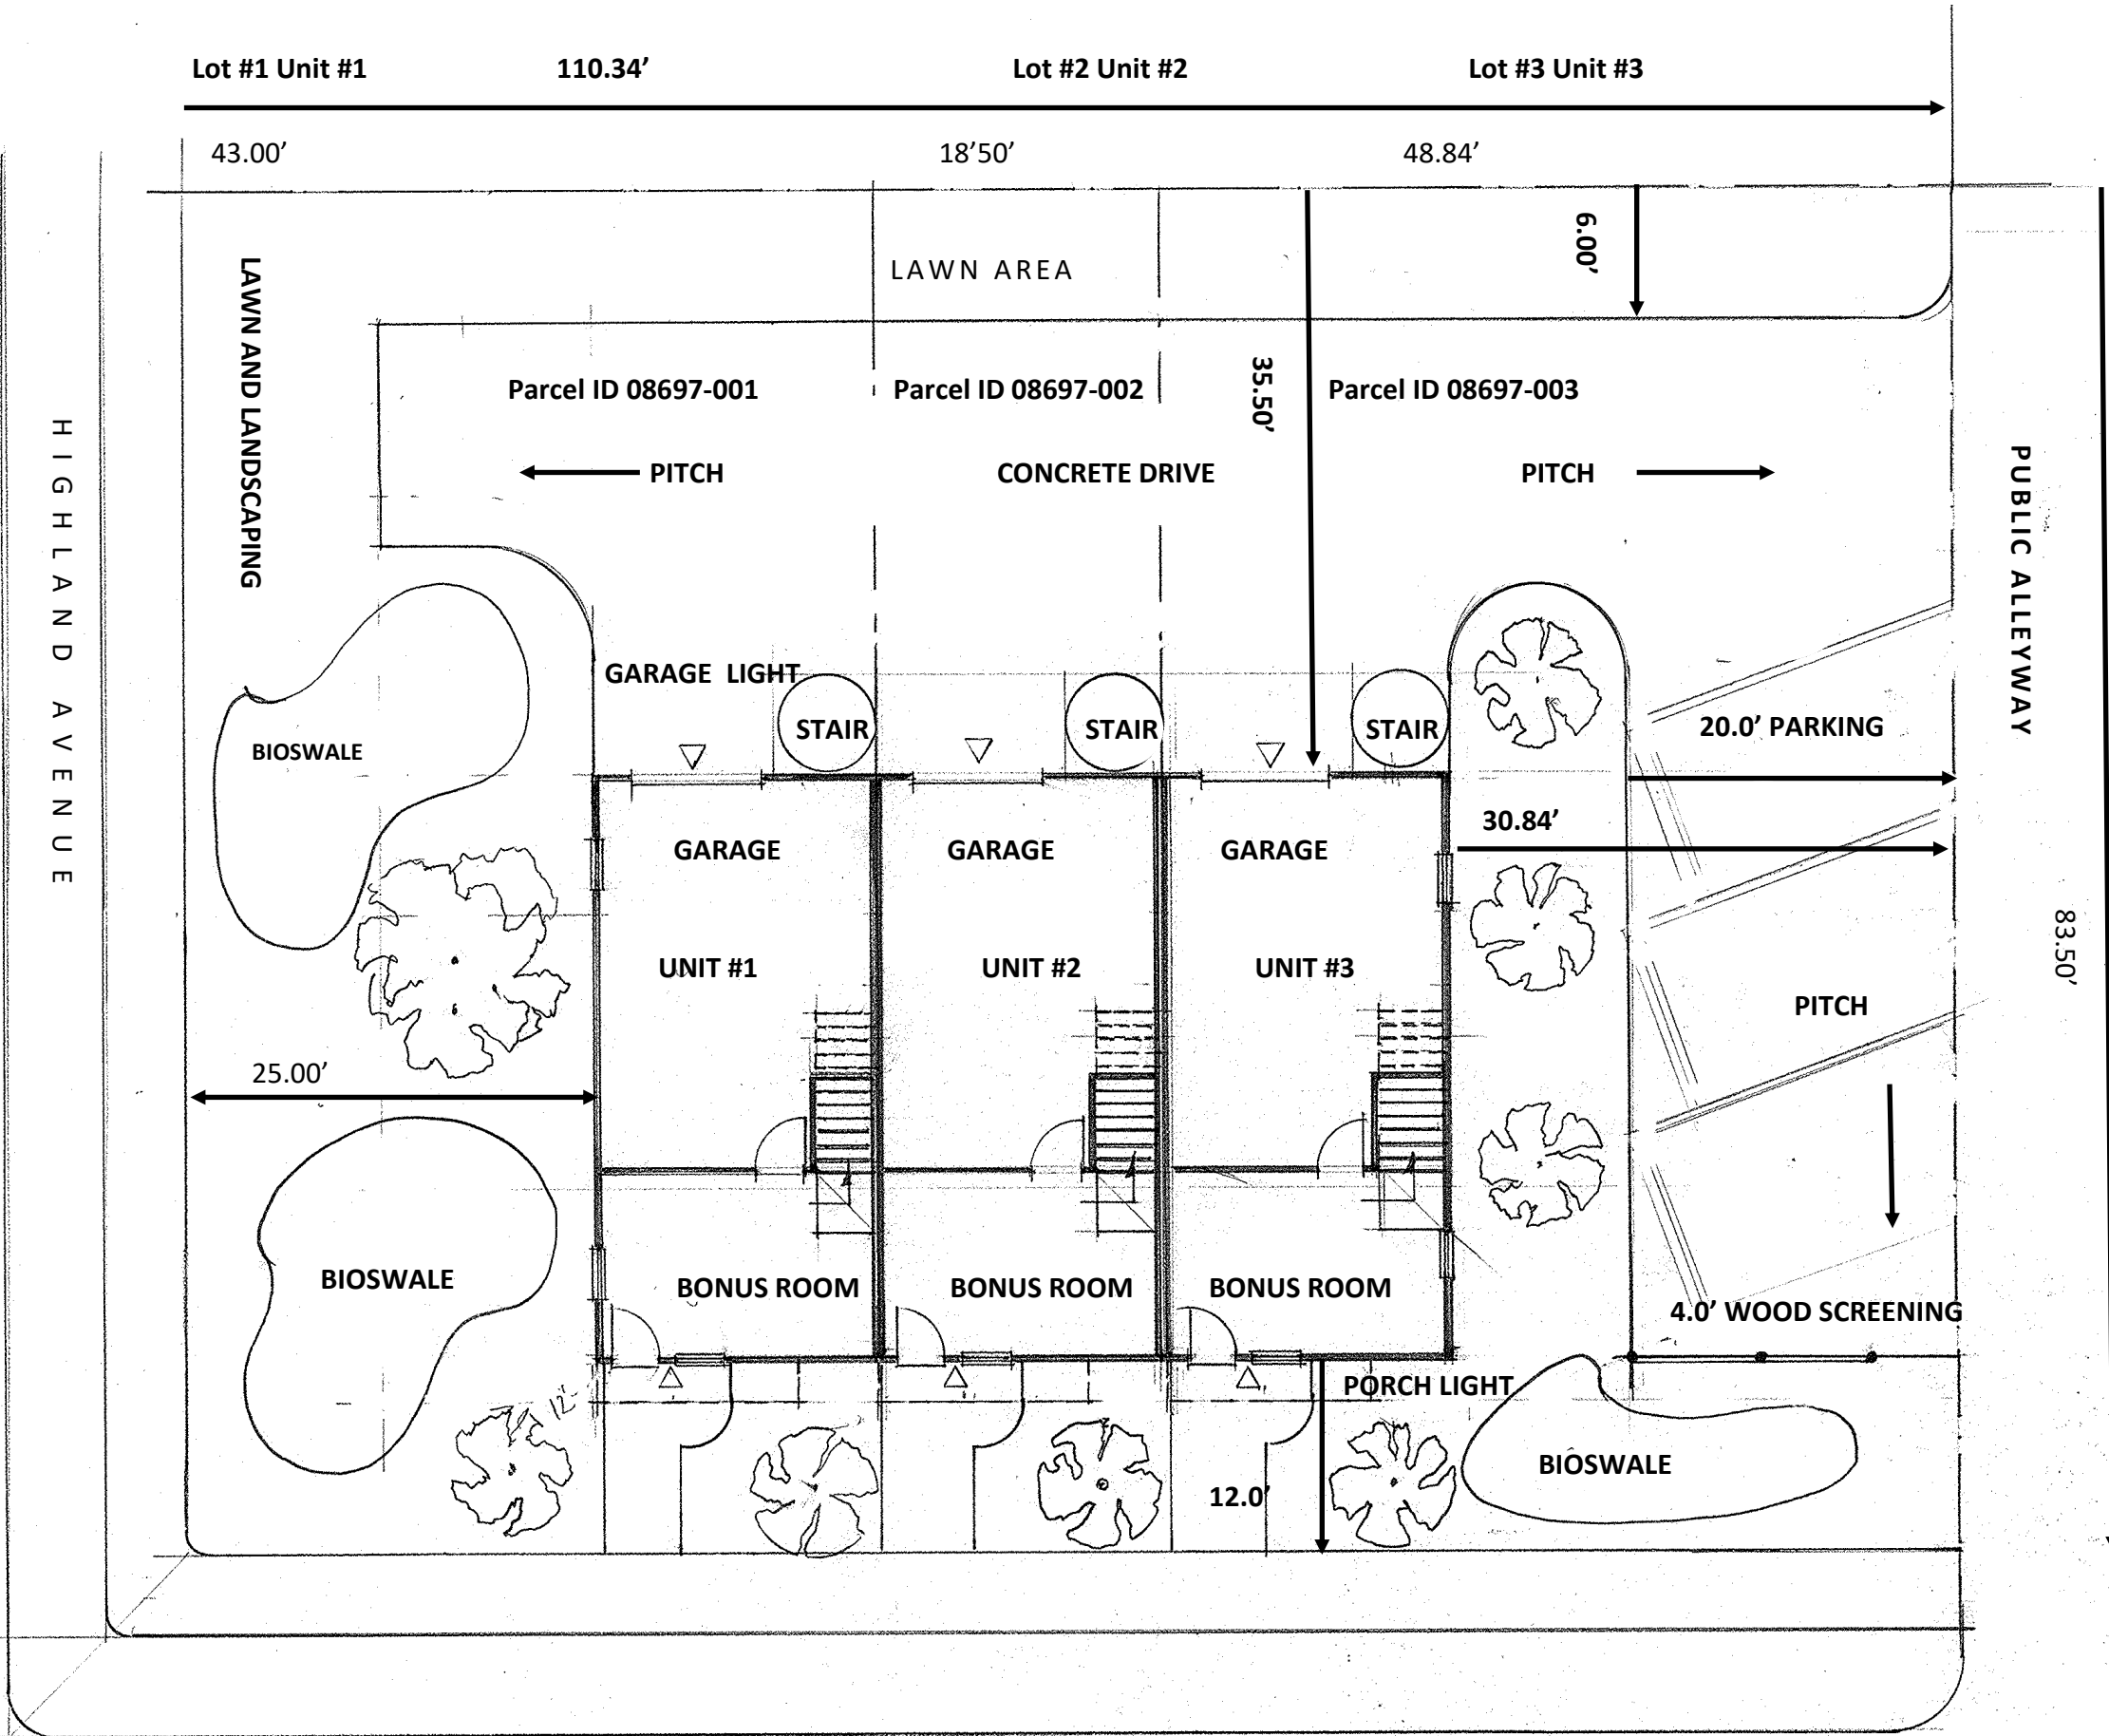 Lot #1 Unit #1 110.34’ Lot #2 Unit #2 Lot #3 Unit #3
43.00’ 18’50’ 48.84’
6.00’
LAWN AREA
LAWN AND LANDSCAPING
HIGHLAND AVENUE
35.50’
Parcel ID 08697-001 Parcel ID 08697-002 Parcel ID 08697-003
PITCH CONCRETE DRIVE PITCH
PUBLIC ALLEYWAY
GARAGE LIGHT
STAIR STAIR STAIR
20.0’ PARKING
BIOSWALE
30.84’
GARAGE GARAGE GARAGE
83.50’
UNIT #1 UNIT #2 UNIT #3
PITCH
25.00’
BIOSWALE
BONUS ROOM BONUS ROOM BONUS ROOM
4.0’ WOOD SCREENING
PORCH LIGHT
12'
BIOSWALE
12.0’